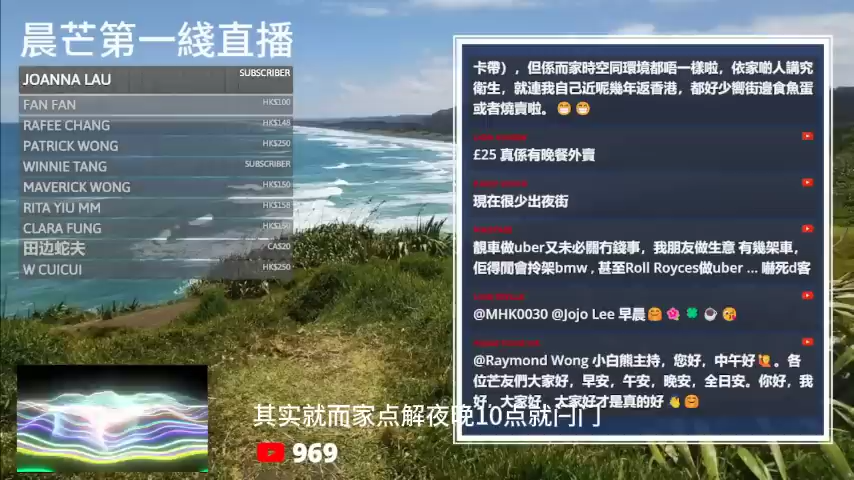 晨芒第一綫直播
JOANNA LAU SUBSCRIBER
FAN FAN HK$100
RAFEE CHANG HK$148
PATRICK WONG HK$250
WINNIE TANG SUBSCRIBER
MAVERICK WONG HK$150
RITA YIU MM HK$158
CLARA FUNG
田边蛇夫 CA$20
W CUICUI HK$250
卡帶），但係而家時空同環境都唔一樣啦，依家啲人講究
衛生，就連我自己近呢幾年返香港，都好少嚮街邊食魚蛋
或者燒賣啦。😁😁
£25 真係有晚餐外賣
現在很少出夜街
靚車做uber又未必關冇錢事，我朋友做生意 有幾架車，
佢得閒會拎架bmw , 甚至Roll Royces做uber ... 嚇死d客
@MHK0030 @Jojo Lee 早晨🤗🌺🍀☕😘
@Raymond Wong 小白熊主持，您好，中午好🙋。各
位芒友們大家好，早安，午安，晚安，全日安。你好，我
好，大家好，大家好才是真的好👋🤗
其实就而家点解夜晚10点就闩门
969